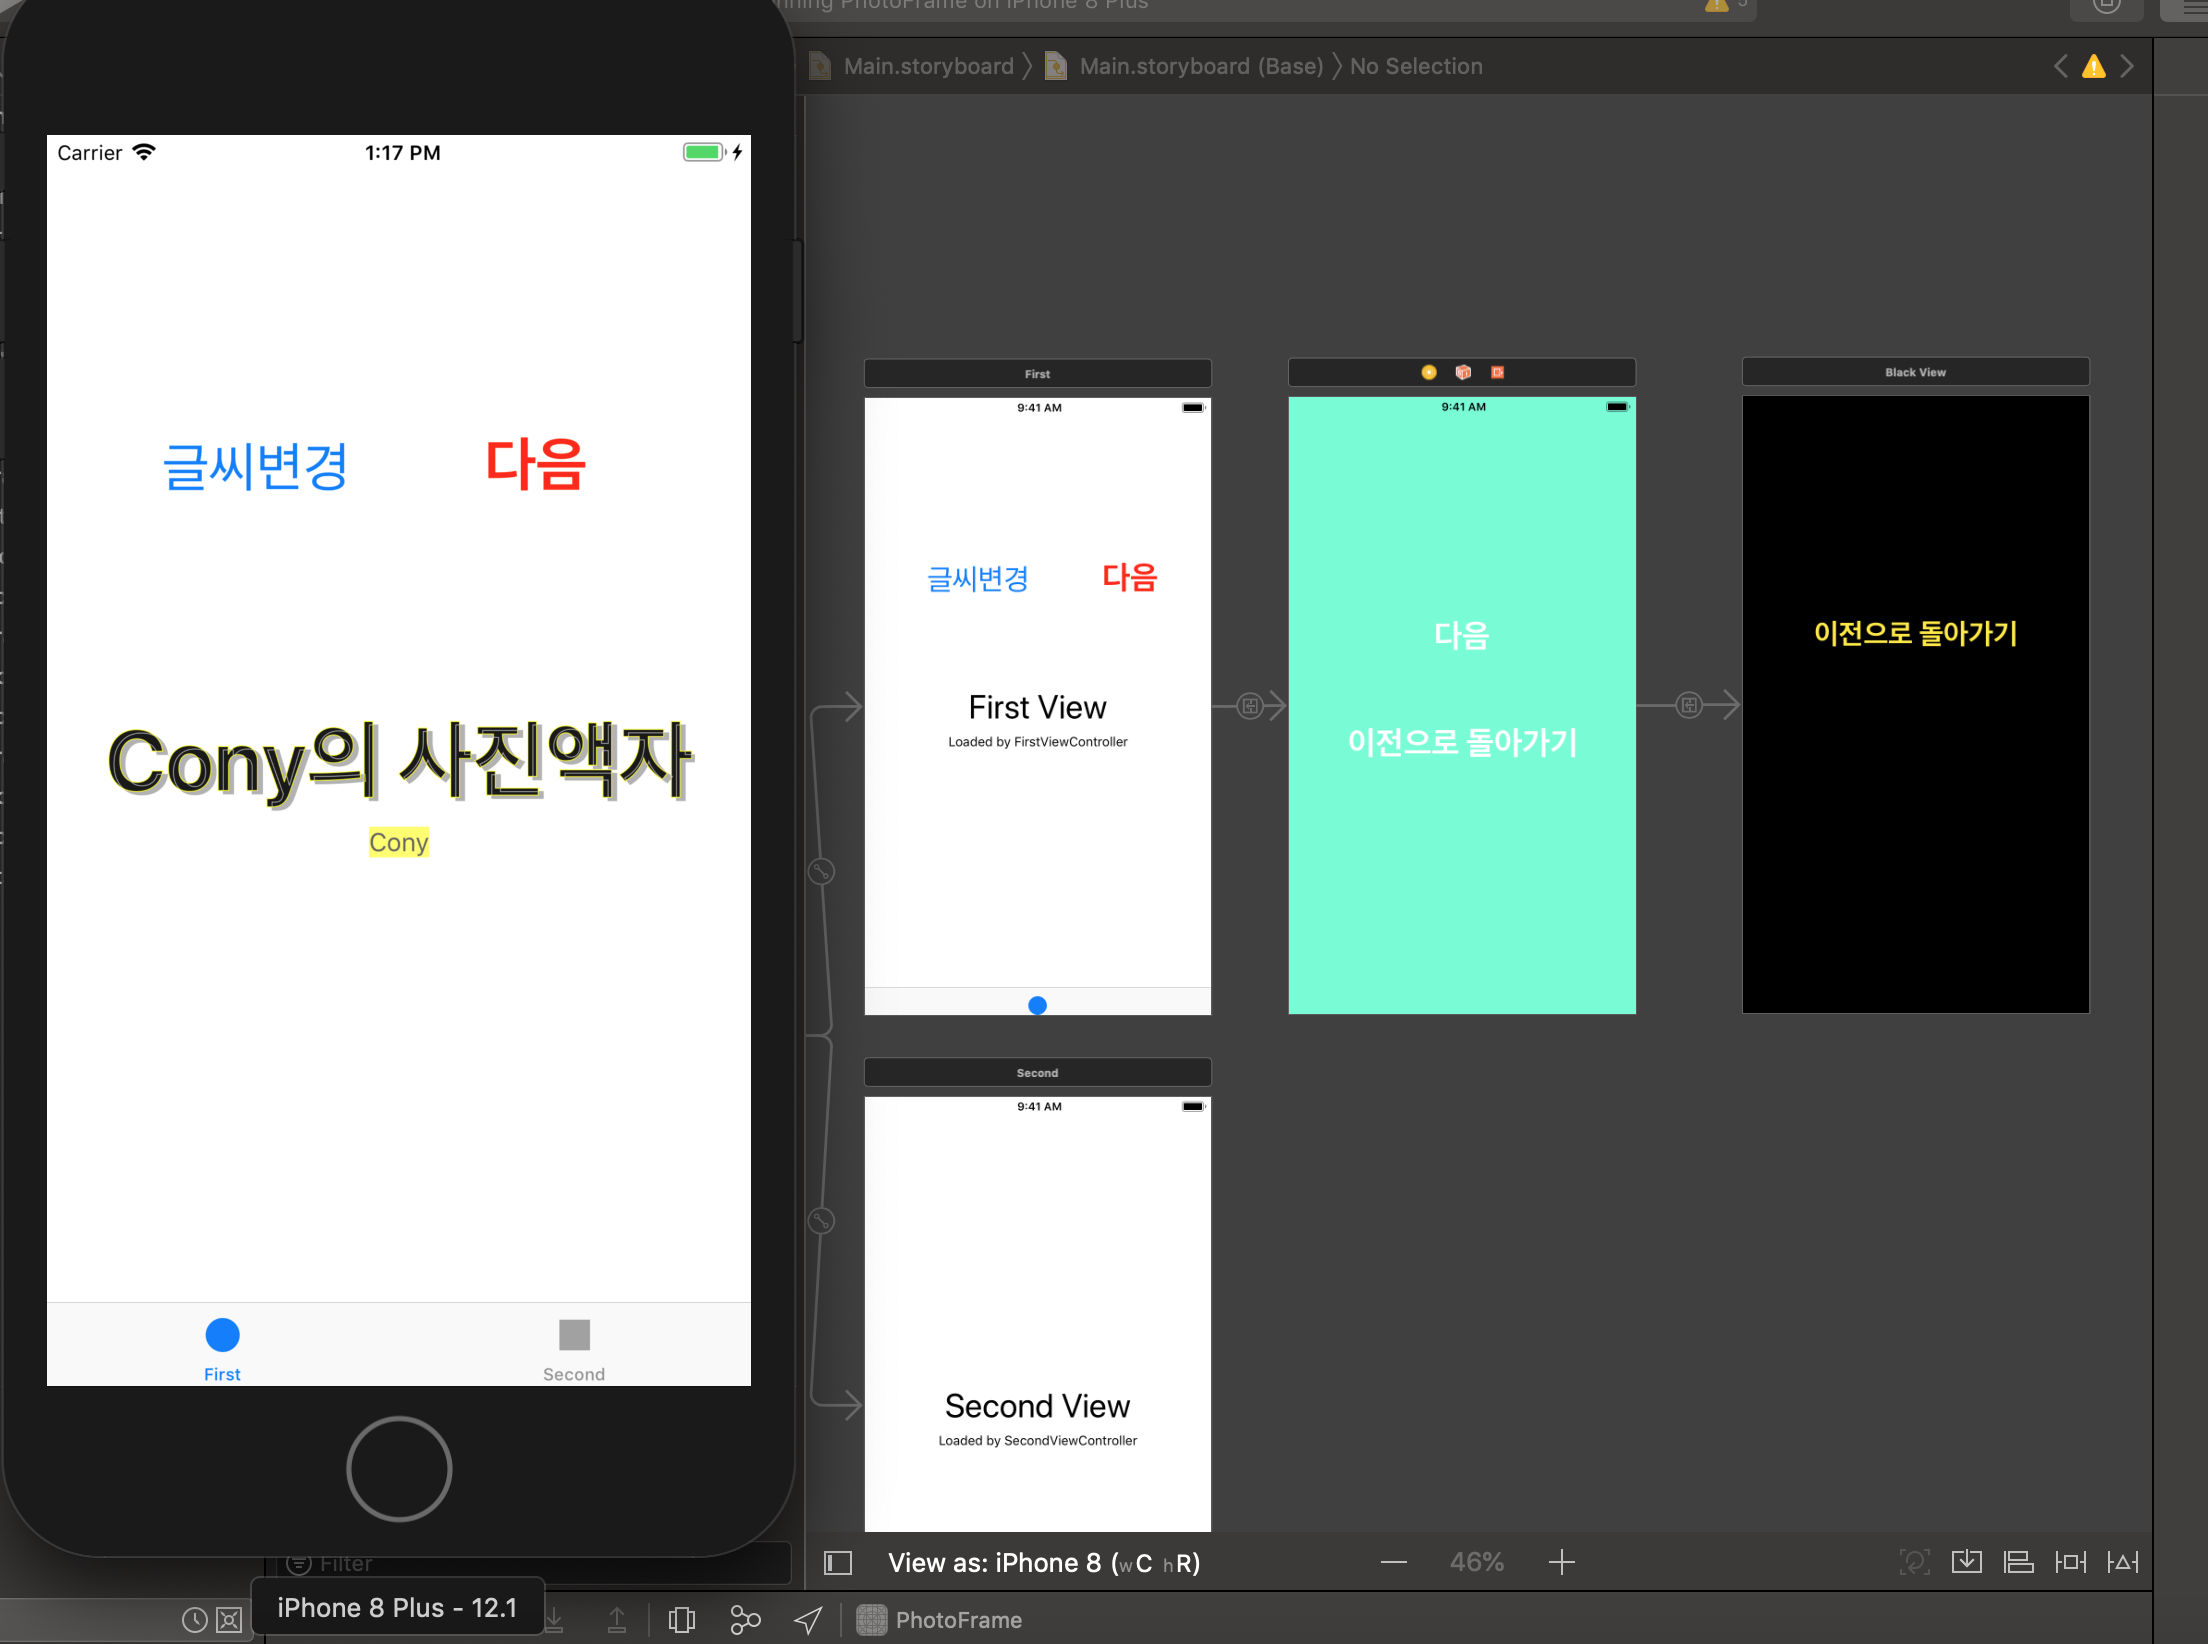 nning PhotoFrame on iPhone 8 Plus
5
Main.storyboard
Main.storyboard (Base)
No Selection
Carrier
1:17 PM
글씨변경
다음
Cony의 사진액자
Cony
First
Second
First
9:41 AM
글씨변경
다음
First View
Loaded by FirstViewController
9:41 AM
다음
이전으로 돌아가기
Black View
이전으로 돌아가기
Second
9:41 AM
Second View
Loaded by SecondViewController
Filter
View as: iPhone 8 (wC hR)
46%
iPhone 8 Plus - 12.1
PhotoFrame